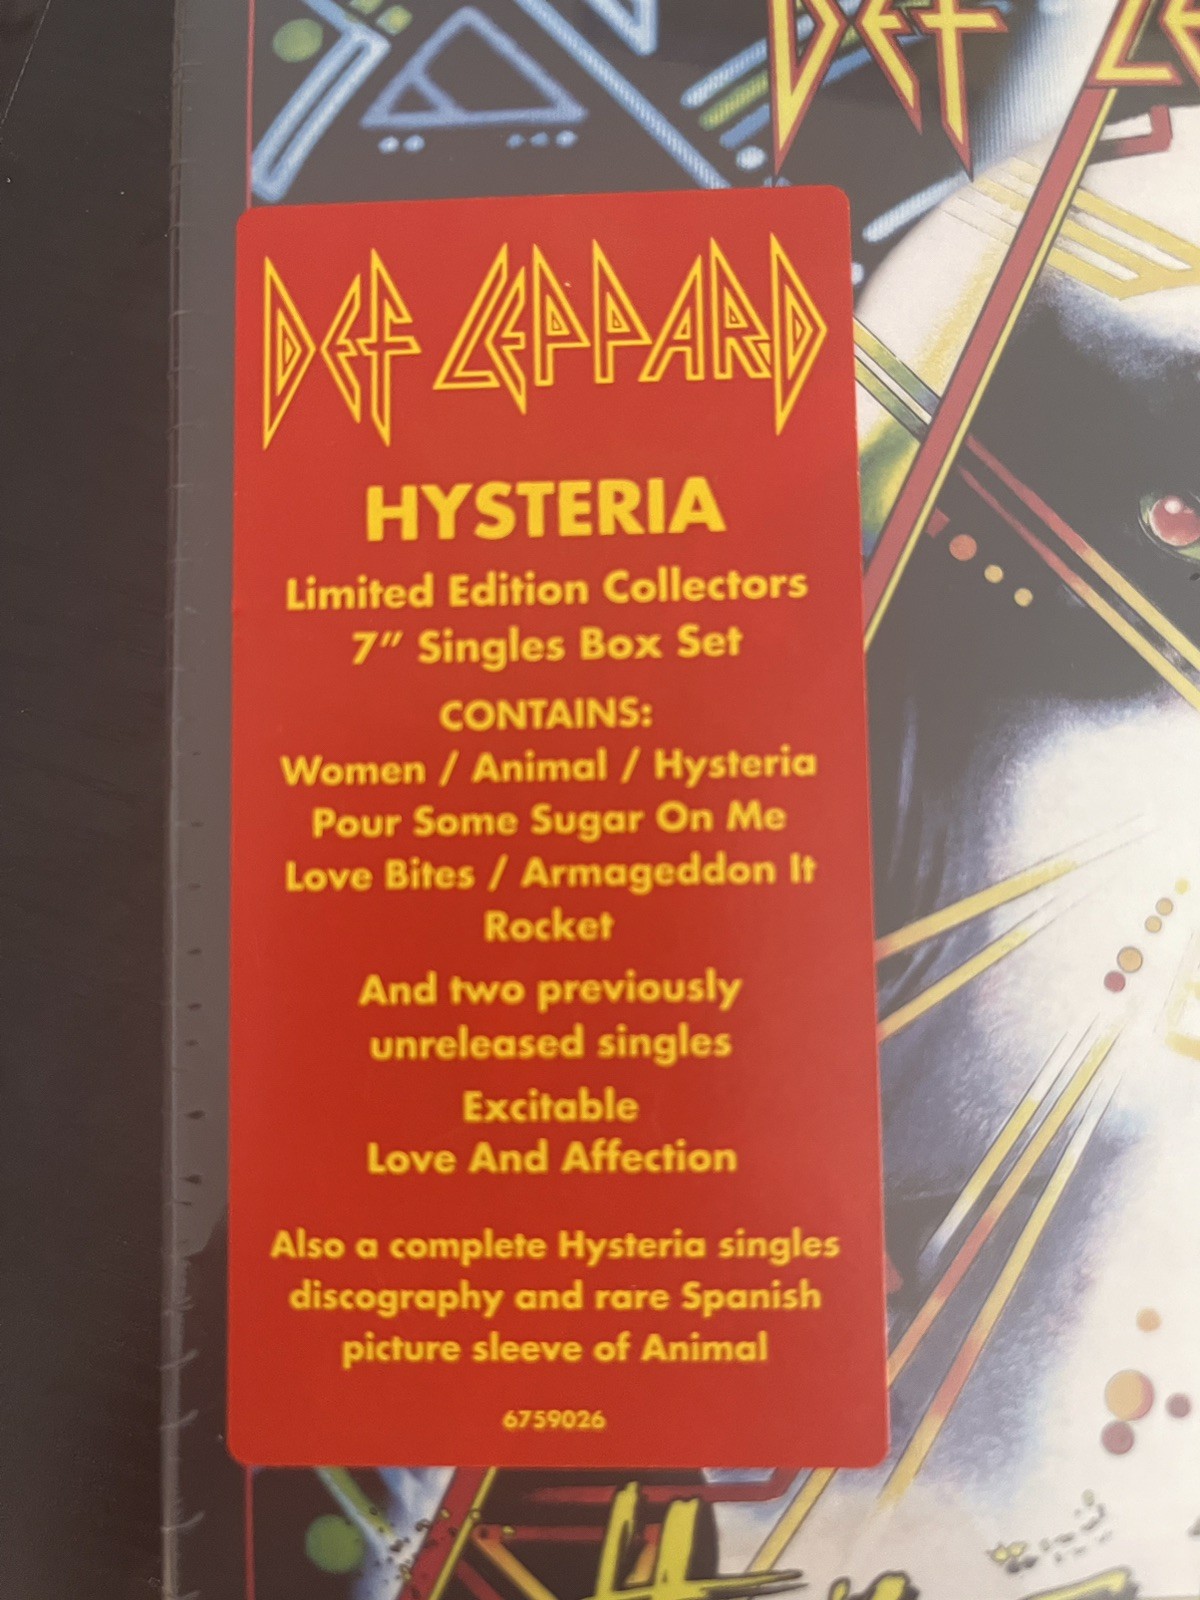 DEF LE
DEF LEPPARD
HYSTERIA
Limited Edition Collectors
7” Singles Box Set
CONTAINS:
Women / Animal / Hysteria
Pour Some Sugar On Me
Love Bites / Armageddon It
Rocket
And two previously
unreleased singles
Excitable
Love And Affection
Also a complete Hysteria singles
discography and rare Spanish
picture sleeve of Animal
6759026